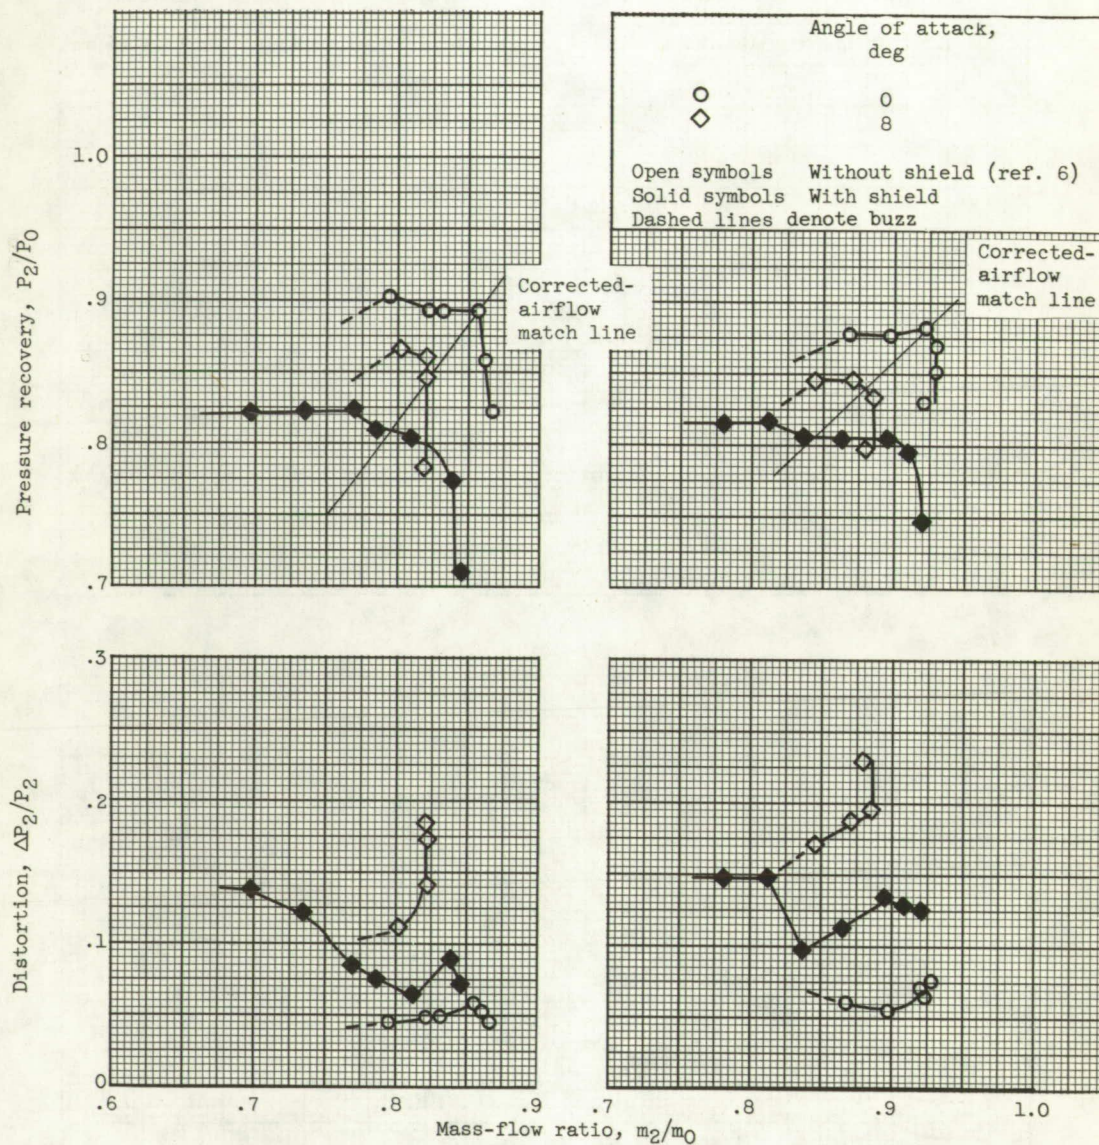 Angle of attack,
deg
0
8
Open symbols Without shield (ref. 6)
Solid symbols With shield
Dashed lines denote buzz
Pressure recovery, P2/P0
1.0
.9
.8
.7
Corrected-
airflow
match line
Corrected-
airflow
match line
Distortion, ΔP2/P2
.3
.2
.1
0
.6 .7 .8 .9
.7 .8 .9 1.0
Mass-flow ratio, m2/m0